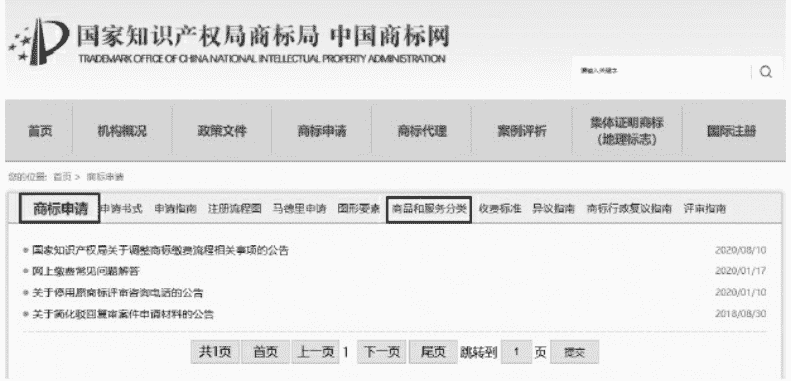 国家知识产权局商标局 中国商标网
TRADEMARK OFFICE OF CHINA NATIONAL INTELLECTUAL PROPERTY ADMINISTRATION
请输入关键字
首页 机构概况 政策文件 商标申请 商标代理 案例评析 集体证明商标 国际注册
(地理标志)
您的位置: 首页 > 商标申请
商标申请 申请书式 申请指南 注册流程图 马德里申请 图形要素 商品和服务分类 收费标准 异议指南 商标行政复议指南 评审指南
国家知识产权局关于调整商标缴费流程相关事项的公告 2020/08/10
网上缴费常见问题解答 2020/01/17
关于停用原商标评审咨询电话的公告 2020/01/10
关于简化驳回复审案件申请材料的公告 2018/08/30
共1页 首页 上一页 1 下一页 尾页 跳转到 1 页 提交